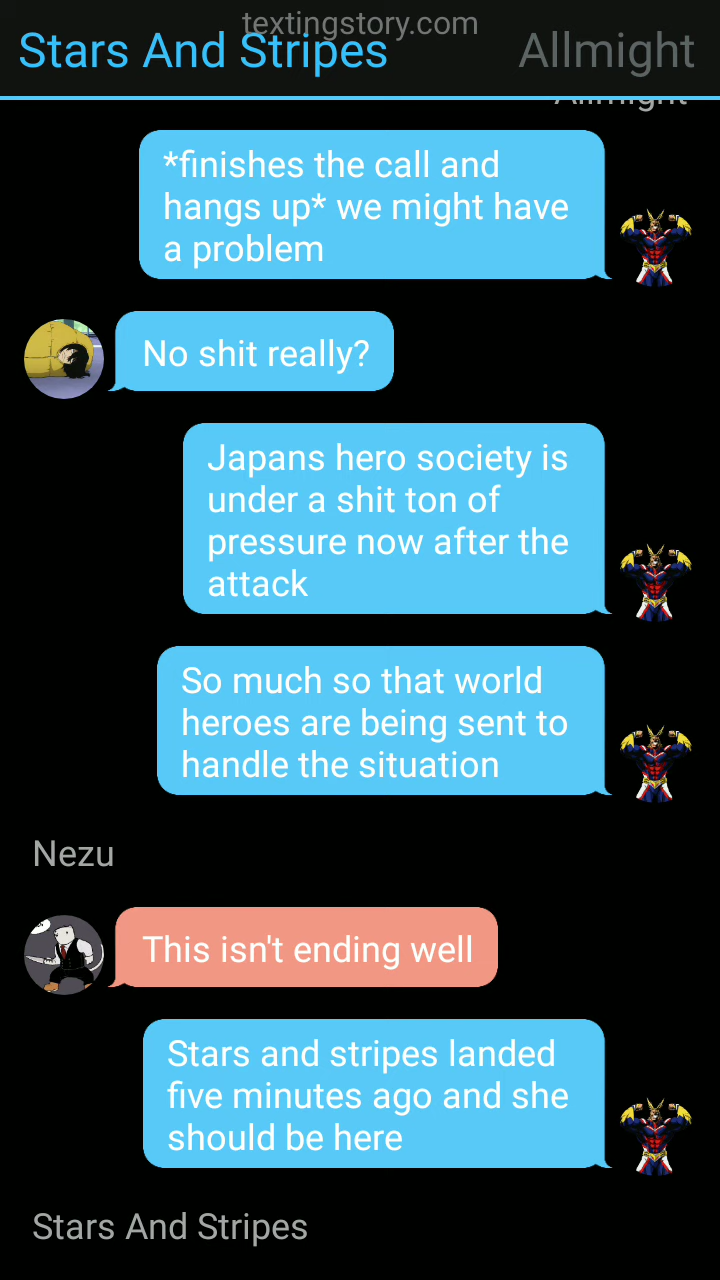 textingstory.com
Stars And Stripes
Allmight
Allmight
*finishes the call and
hangs up* we might have
a problem
No shit really?
Japans hero society is
under a shit ton of
pressure now after the
attack
So much so that world
heroes are being sent to
handle the situation
Nezu
This isn't ending well
Stars and stripes landed
five minutes ago and she
should be here
Stars And Stripes